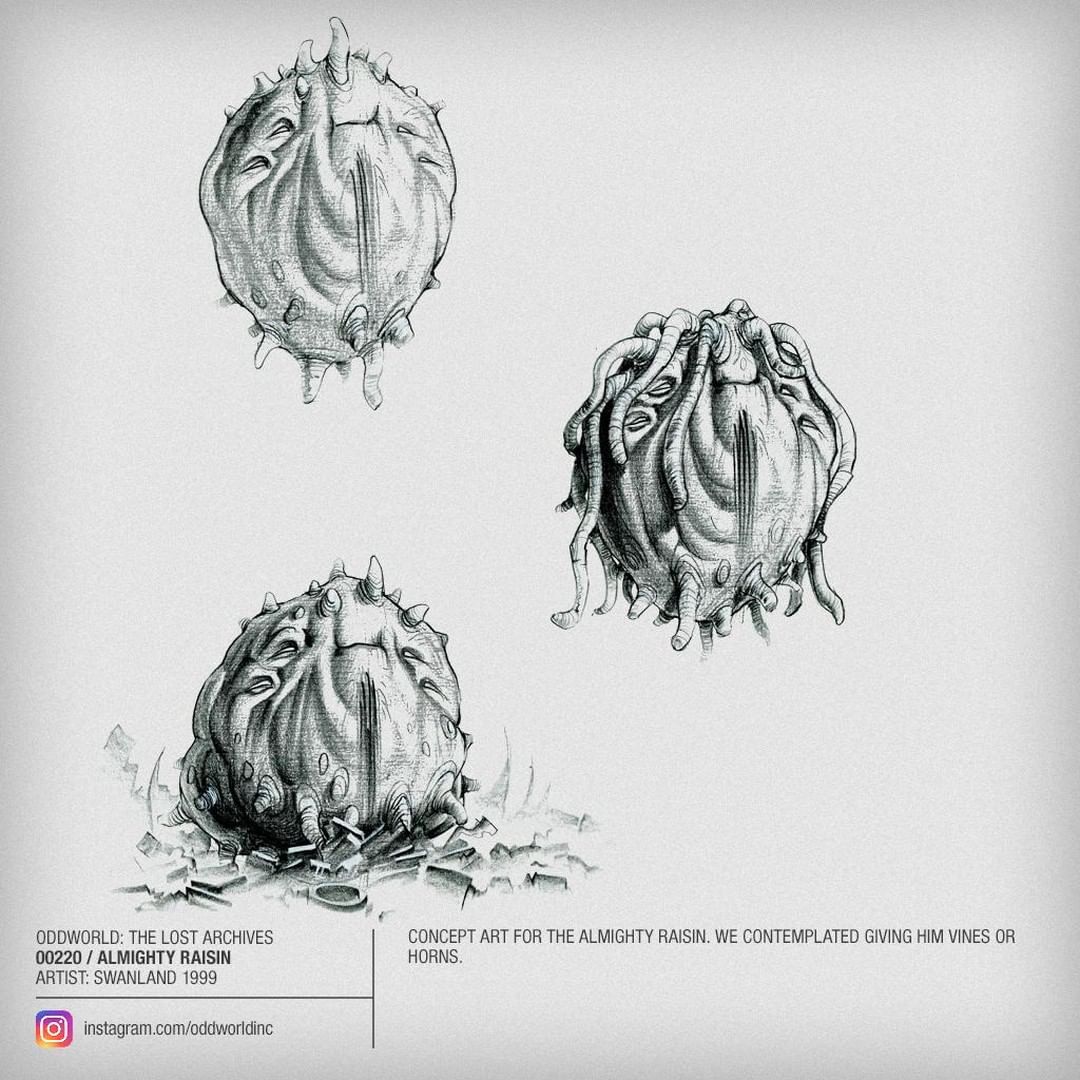 ODDWORLD: THE LOST ARCHIVES
00220 / ALMIGHTY RAISIN
ARTIST: SWANLAND 1999
instagram.com/oddworldinc
CONCEPT ART FOR THE ALMIGHTY RAISIN. WE CONTEMPLATED GIVING HIM VINES OR
HORNS.